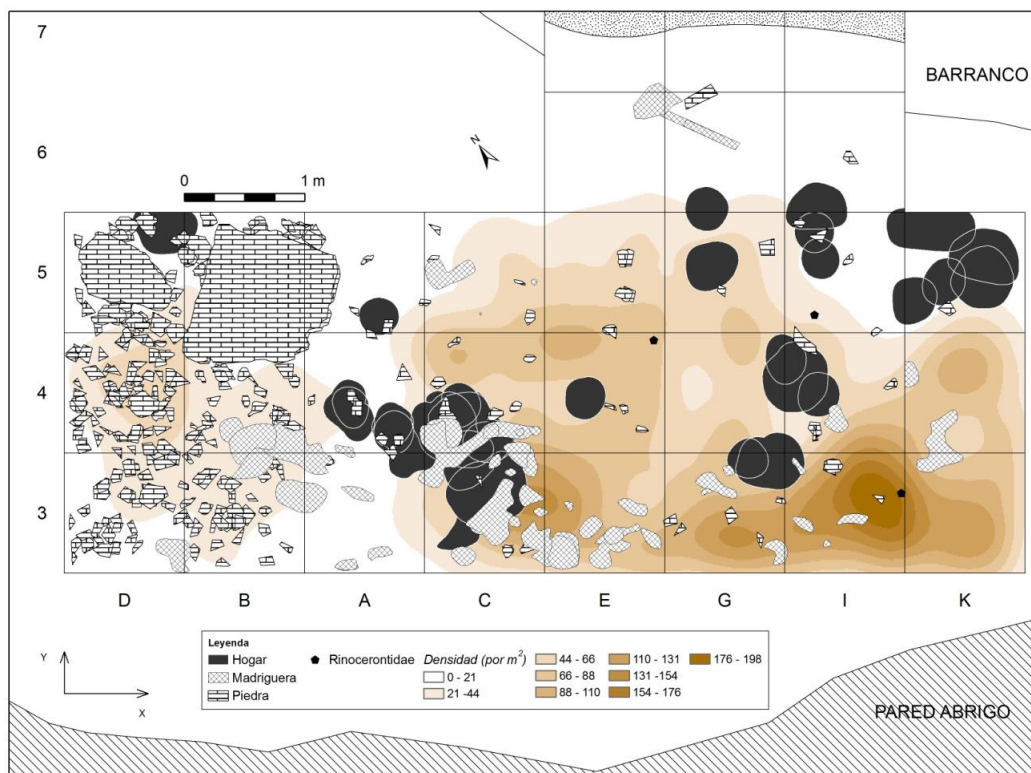 7
BARRANCO
6
N
0
1 m
5
4
3
D
B
A
C
E
G
I
K
Leyenda
Hogar
Madriguera
Piedra
Rinocerontidae
Densidad (por m²)
0 - 21
21 -44
44 - 66
66 - 88
88 - 110
110 - 131
131 -154
154 - 176
176 - 198
Y
X
PARED ABRIGO